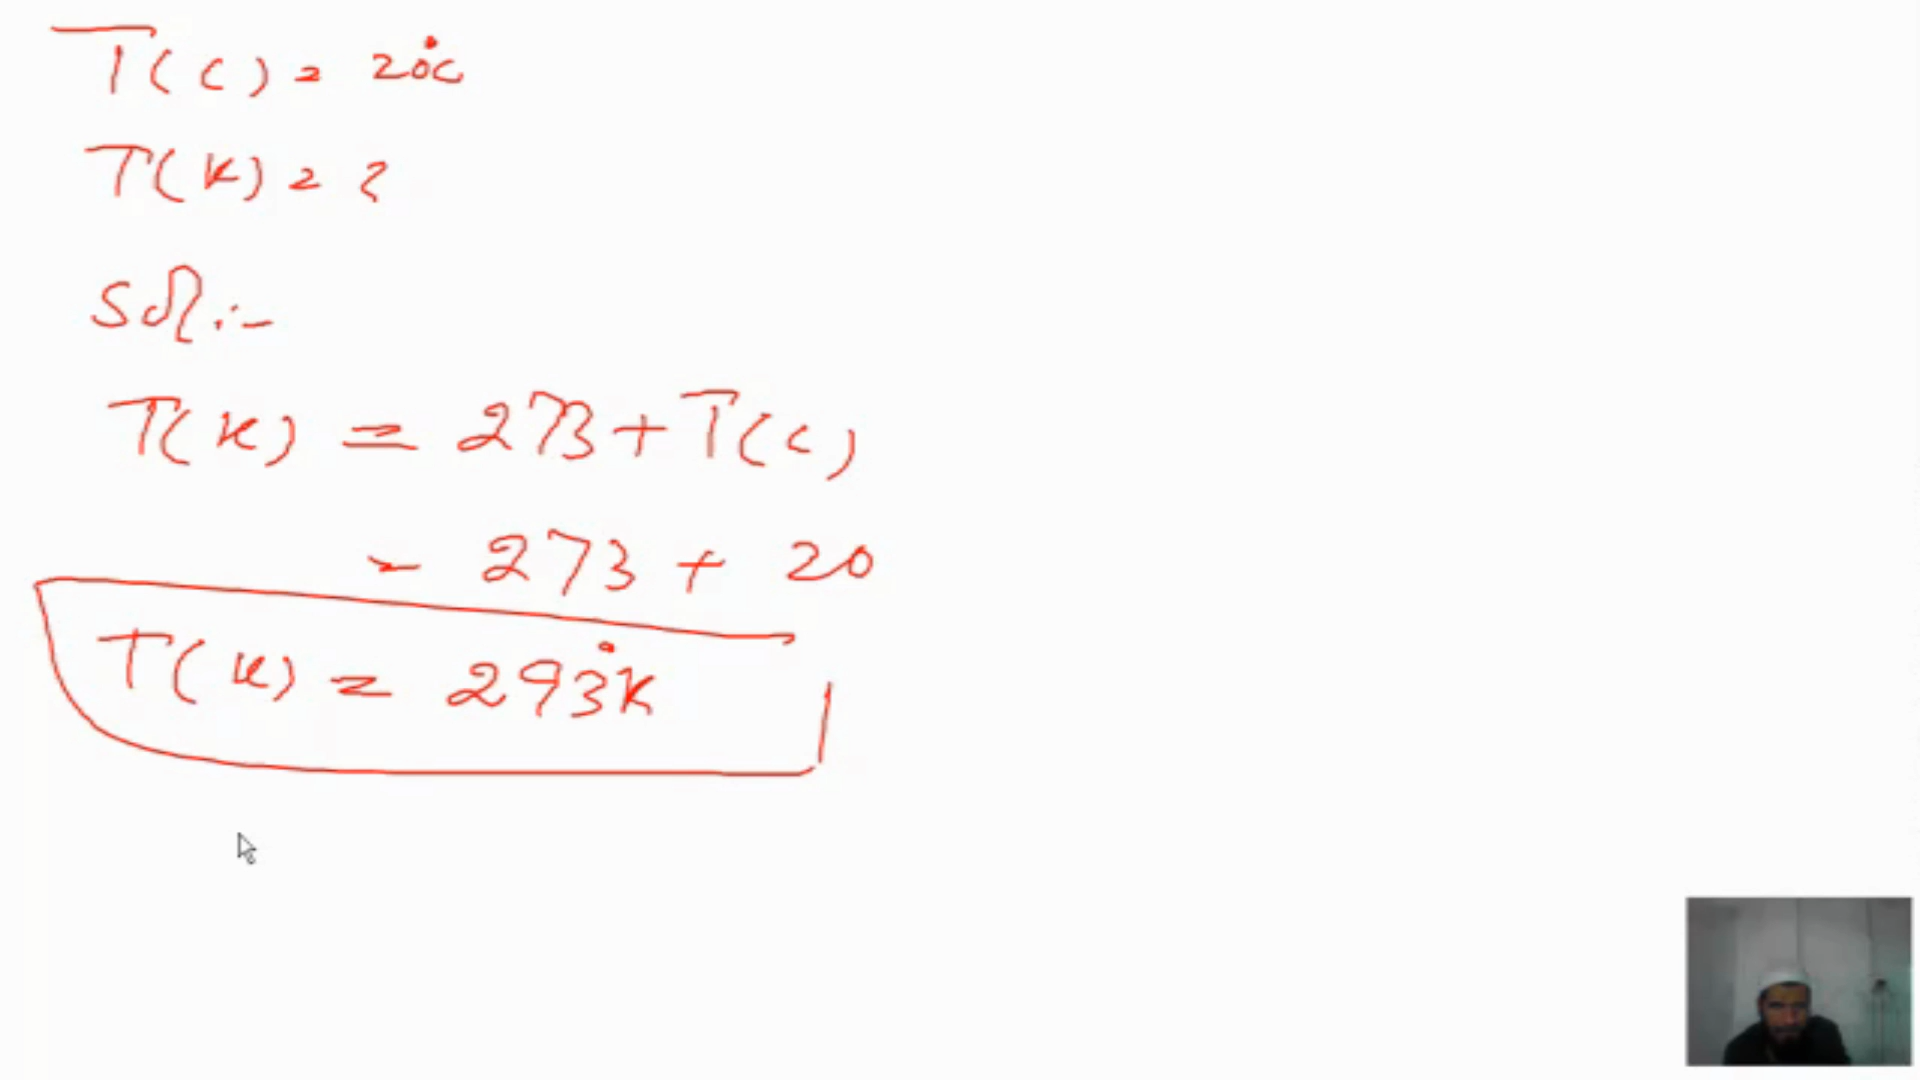 T(C) = 20°C
T(K) = ?
Sol:-
T(K) = 273 + T(C)
= 273 + 20
T(K) = 293°K